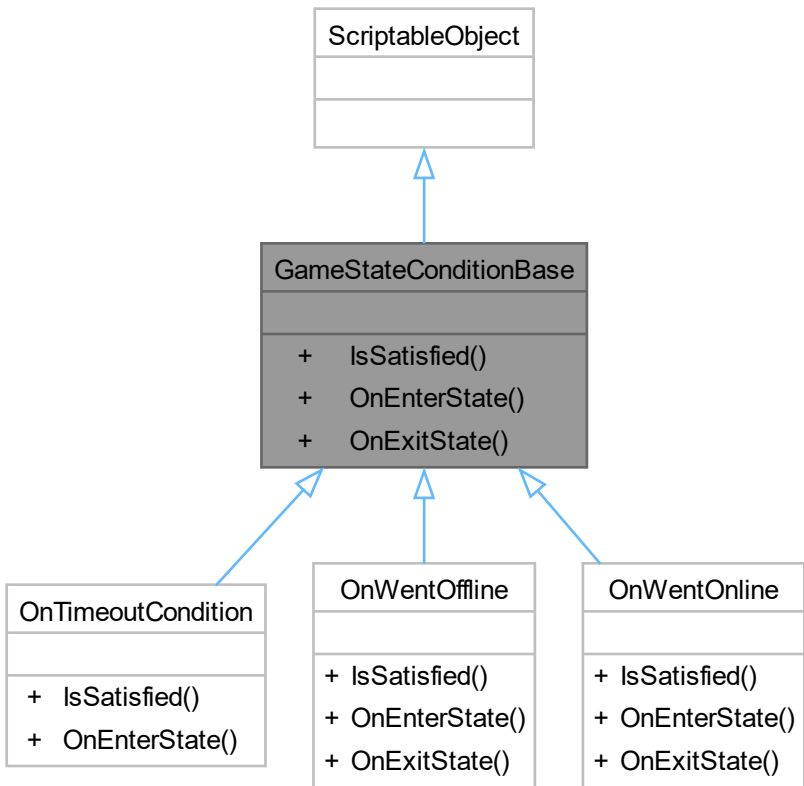 ScriptableObject
GameStateConditionBase
+ IsSatisfied()
+ OnEnterState()
+ OnExitState()
OnTimeoutCondition
+ IsSatisfied()
+ OnEnterState()
OnWentOffline
+ IsSatisfied()
+ OnEnterState()
+ OnExitState()
OnWentOnline
+ IsSatisfied()
+ OnEnterState()
+ OnExitState()